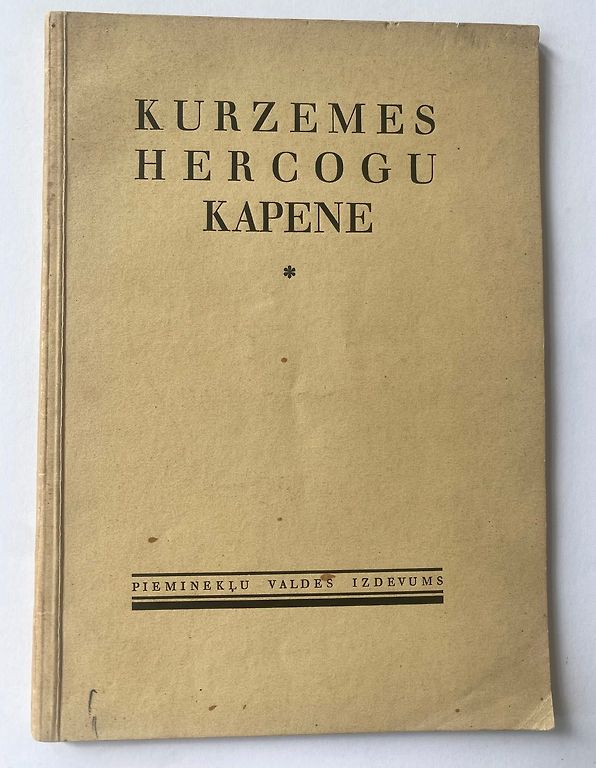 KURZEMES
HERCOGU
KAPENE
*
PIEMINEKĻU VALDES IZDEVUMS